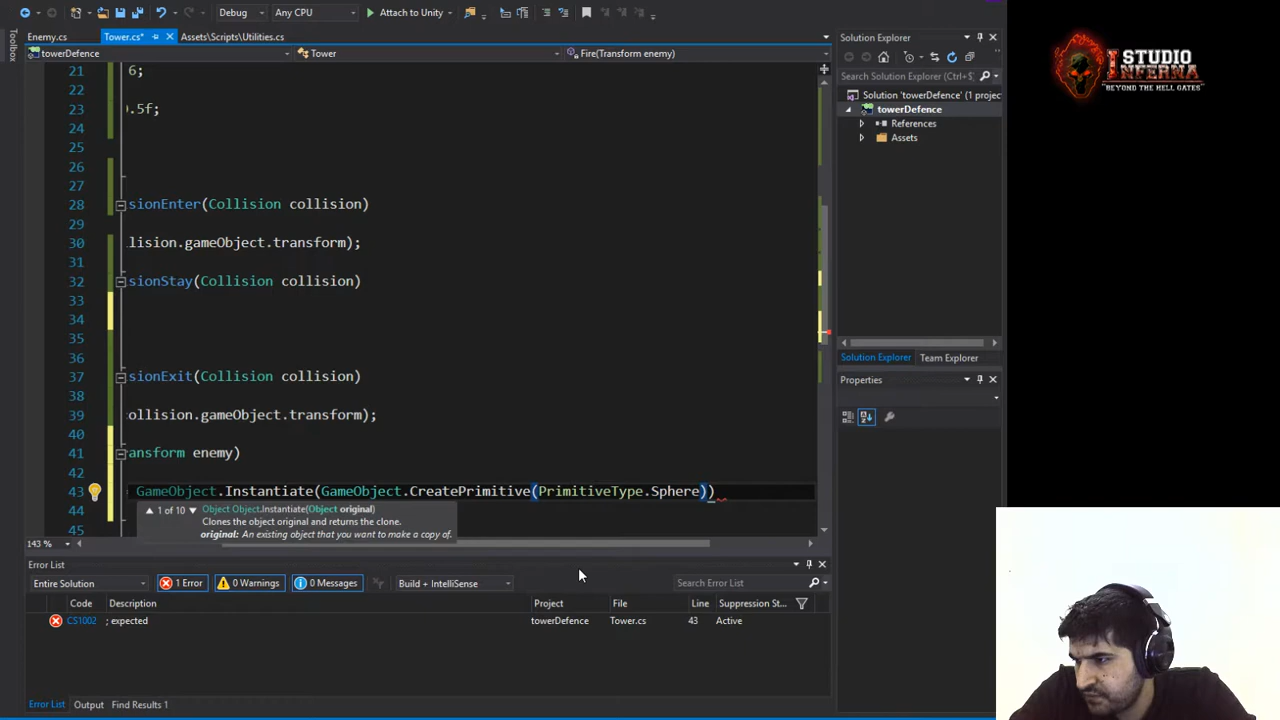 Debug Any CPU Attach to Unity
Enemy.cs Tower.cs* Assets\Scripts\Utilities.cs
towerDefence Tower Fire(Transform enemy)
Toolbox
21 6;
22
23 .5f;
24
25
26
27
28 sionEnter(Collision collision)
29
30 lision.gameObject.transform);
31
32 sionStay(Collision collision)
33
34
35
36
37 sionExit(Collision collision)
38
39 ollision.gameObject.transform);
40
41 ansform enemy)
42
43 GameObject.Instantiate(GameObject.CreatePrimitive(PrimitiveType.Sphere))
44
45
1 of 10 Object Object.Instantiate(Object original)
Clones the object original and returns the clone.
original: An existing object that you want to make a copy of.
143 %
Solution Explorer
Search Solution Explorer (Ctrl+$)
Solution 'towerDefence' (1 projec
towerDefence
References
Assets
Solution Explorer Team Explorer
Properties
Error List
Entire Solution 1 Error 0 Warnings 0 Messages Build + IntelliSense Search Error List
Code Description Project File Line Suppression St...
CS1002 ; expected towerDefence Tower.cs 43 Active
Error List Output Find Results 1
STUDIO
INFERNA
"BEYOND THE HELL GATES"